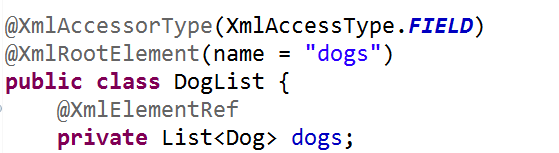 @XmlAccessorType(XmlAccessType.FIELD)
@XmlRootElement(name = "dogs")
public class DogList {
    @XmlElementRef
    private List<Dog> dogs;